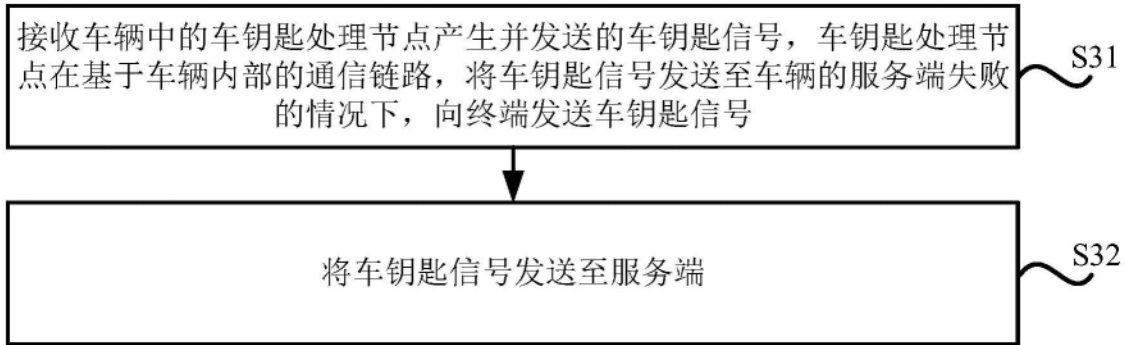 接收车辆中的车钥匙处理节点产生并发送的车钥匙信号，车钥匙处理节
点在基于车辆内部的通信链路，将车钥匙信号发送至车辆的服务端失败
的情况下，向终端发送车钥匙信号
S31
将车钥匙信号发送至服务端
S32